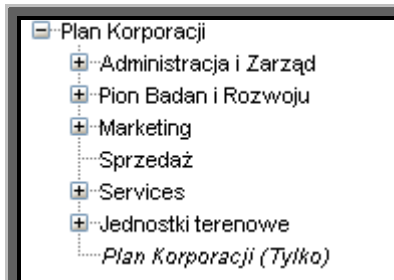 Plan Korporacji
Administracja i Zarząd
Pion Badan i Rozwoju
Marketing
Sprzedaż
Services
Jednostki terenowe
Plan Korporacji (Tylko)